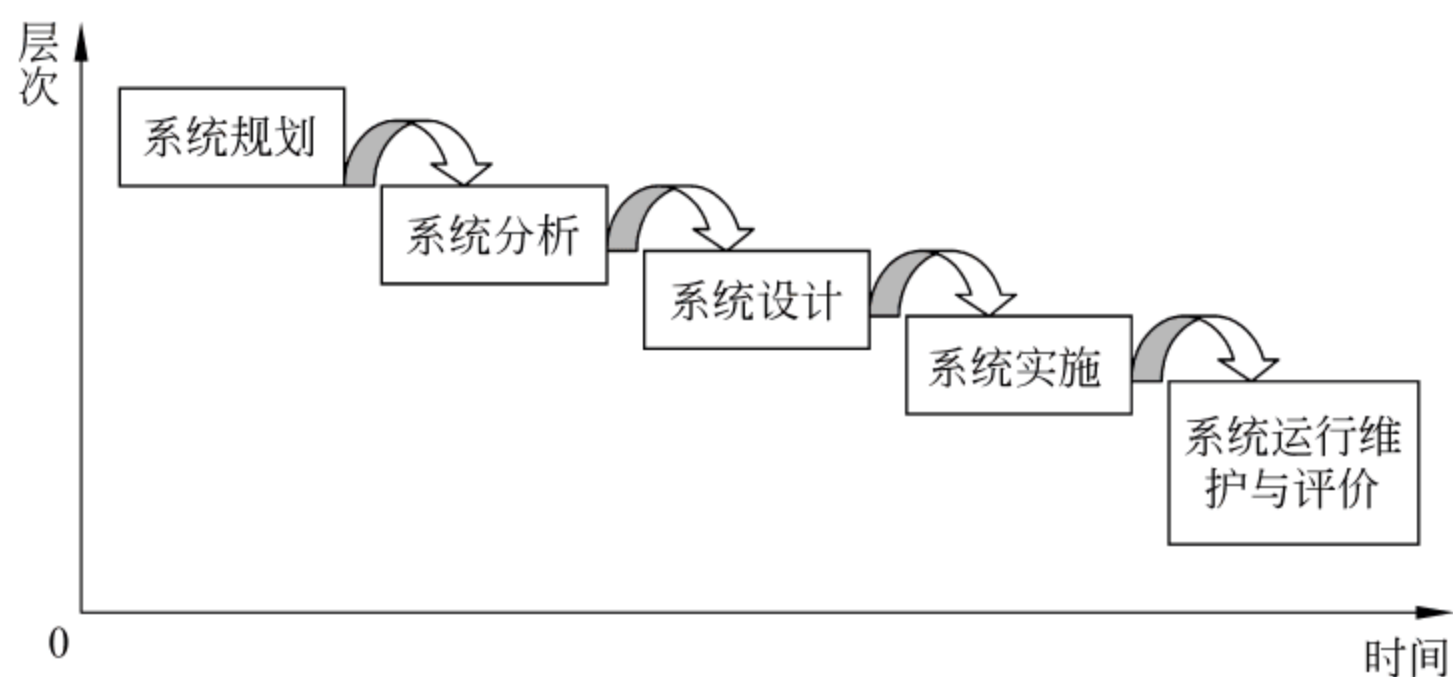 层次
系统规划
系统分析
系统设计
系统实施
系统运行维
护与评价
0
时间